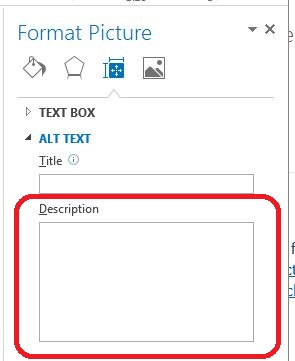 Format Picture
TEXT BOX
ALT TEXT
Title
Description